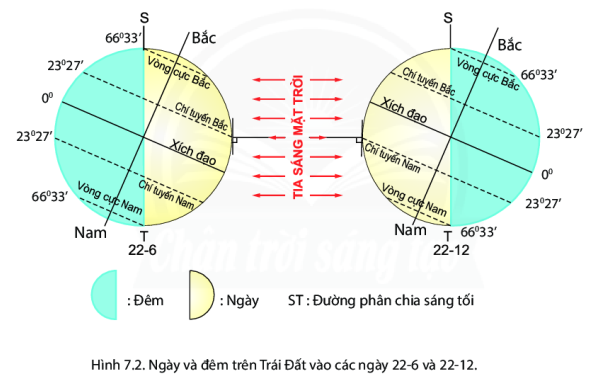 S
Bắc
66°33'
Vòng cực Bắc
23°27'
Chí tuyến Bắc
0°
Xích đạo
23°27'
Chí tuyến Nam
66°33'
Vòng cực Nam
Nam
T
22-6
TIA SÁNG MẶT TRỜI
S
Bắc
Vòng cực Bắc
66°33'
Chí tuyến Bắc
23°27'
Xích đạo
0°
Chí tuyến Nam
23°27'
Vòng cực Nam
66°33'
Nam
T
22-12
Chân trời sáng tạo
: Đêm
: Ngày
ST : Đường phân chia sáng tối
Hình 7.2. Ngày và đêm trên Trái Đất vào các ngày 22-6 và 22-12.